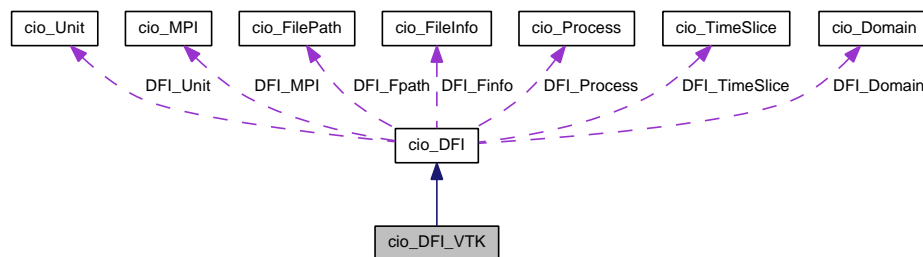 cio_Unit
cio_MPI
cio_FilePath
cio_FileInfo
cio_Process
cio_TimeSlice
cio_Domain
DFI_Unit
DFI_MPI
DFI_Fpath
DFI_Finfo
DFI_Process
DFI_TimeSlice
DFI_Domain
cio_DFI
cio_DFI_VTK